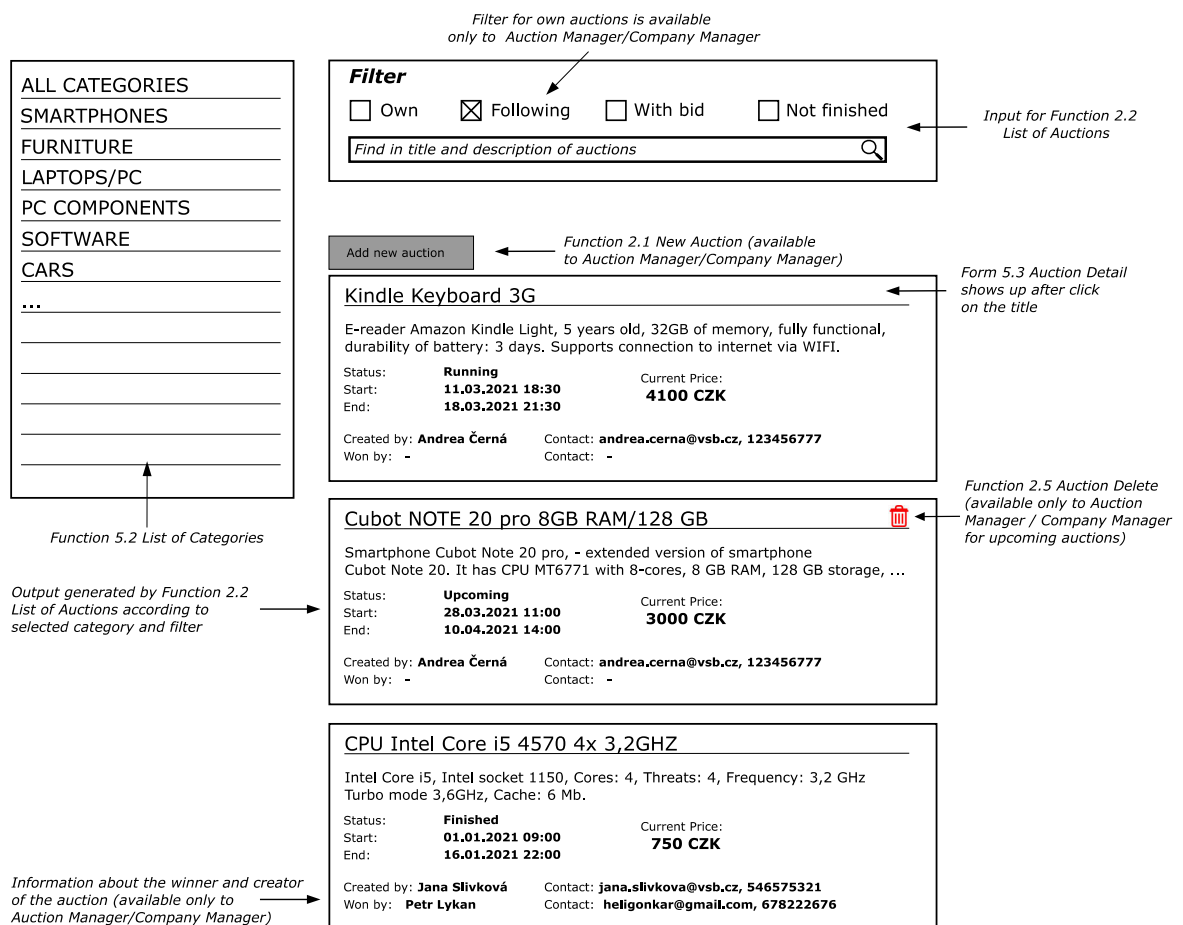 Filter for own auctions is available
only to Auction Manager/Company Manager
ALL CATEGORIES
SMARTPHONES
FURNITURE
LAPTOPS/PC
PC COMPONENTS
SOFTWARE
CARS
...
Function 5.2 List of Categories
Filter
Own Following With bid Not finished
Find in title and description of auctions
Input for Function 2.2
List of Auctions
Add new auction
Function 2.1 New Auction (available
to Auction Manager/Company Manager)
Form 5.3 Auction Detail
shows up after click
on the title
Kindle Keyboard 3G
E-reader Amazon Kindle Light, 5 years old, 32GB of memory, fully functional,
durability of battery: 3 days. Supports connection to internet via WIFI.
Status: Running
Start: 11.03.2021 18:30
End: 18.03.2021 21:30
Current Price:
4100 CZK
Created by: Andrea Černá Contact: andrea.cerna@vsb.cz, 123456777
Won by: - Contact: -
Function 2.5 Auction Delete
(available only to Auction
Manager / Company Manager
for upcoming auctions)
Cubot NOTE 20 pro 8GB RAM/128 GB
Smartphone Cubot Note 20 pro, - extended version of smartphone
Cubot Note 20. It has CPU MT6771 with 8-cores, 8 GB RAM, 128 GB storage, ...
Output generated by Function 2.2
List of Auctions according to
selected category and filter
Status: Upcoming
Start: 28.03.2021 11:00
End: 10.04.2021 14:00
Current Price:
3000 CZK
Created by: Andrea Černá Contact: andrea.cerna@vsb.cz, 123456777
Won by: - Contact: -
CPU Intel Core i5 4570 4x 3,2GHZ
Intel Core i5, Intel socket 1150, Cores: 4, Threats: 4, Frequency: 3,2 GHz
Turbo mode 3,6GHz, Cache: 6 Mb.
Status: Finished
Start: 01.01.2021 09:00
End: 16.01.2021 22:00
Current Price:
750 CZK
Created by: Jana Slivková Contact: jana.slivkova@vsb.cz, 546575321
Won by: Petr Lykan Contact: heligonkar@gmail.com, 678222676
Information about the winner and creator
of the auction (available only to
Auction Manager/Company Manager)